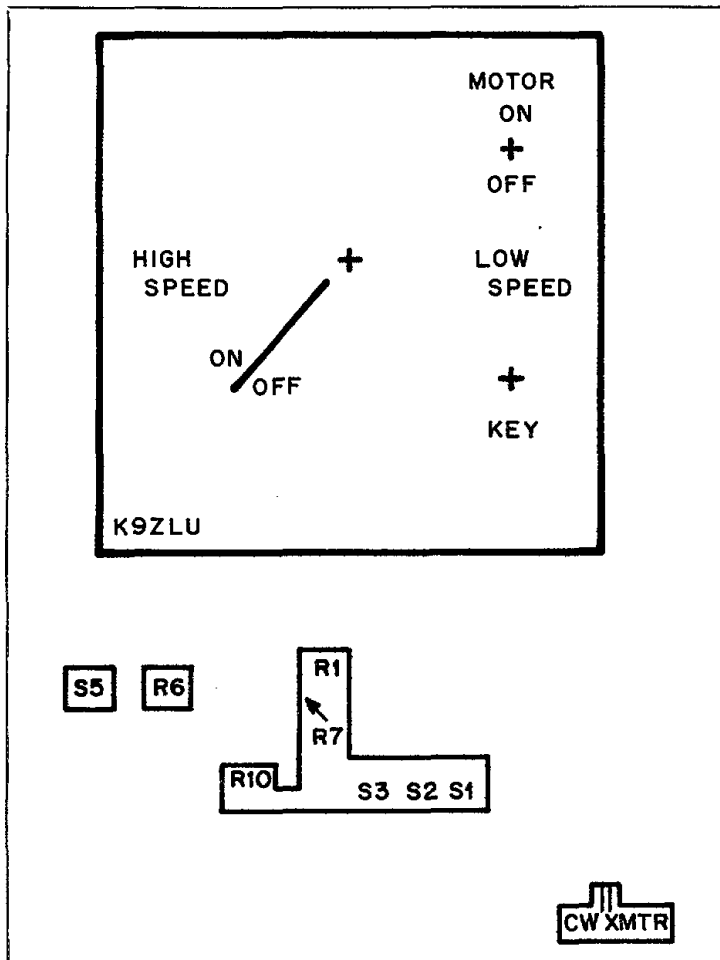 MOTOR
ON
OFF
HIGH
SPEED
LOW
SPEED
ON
OFF
KEY
K9ZLU
S5
R6
R1
R7
R10
S3 S2 S1
CW XMTR